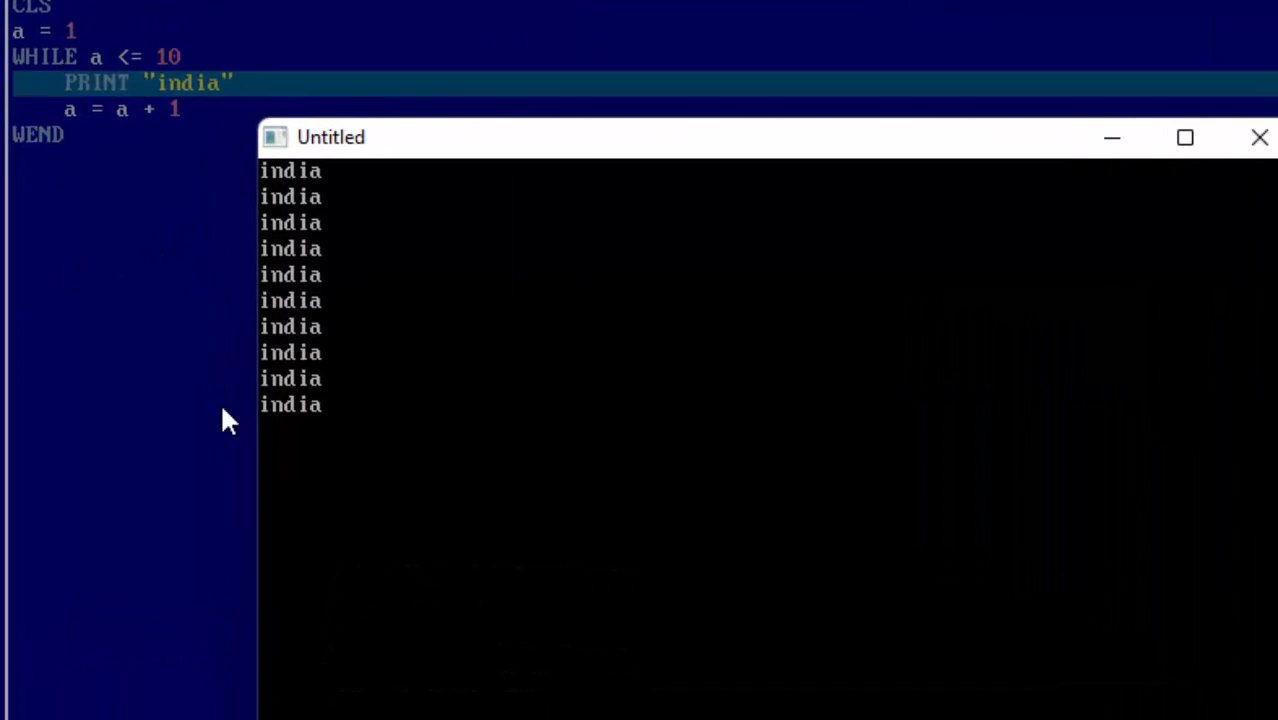 CLS
a = 1
WHILE a <= 10
    PRINT "india"
    a = a + 1
WEND
Untitled
india
india
india
india
india
india
india
india
india
india